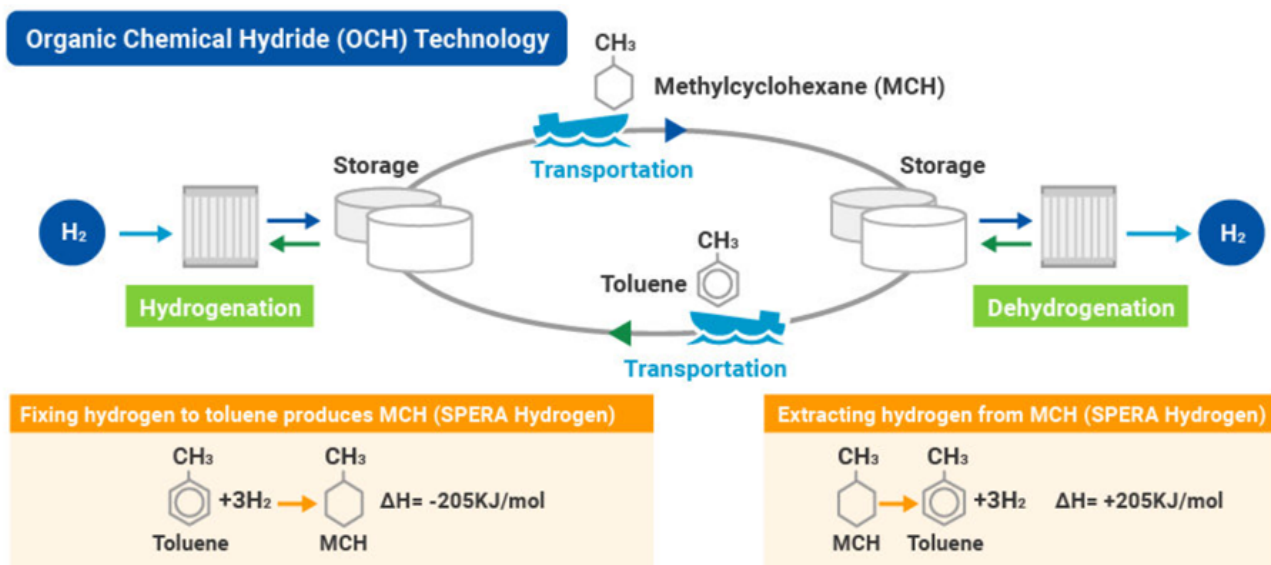 Organic Chemical Hydride (OCH) Technology
CH₃
Methylcyclohexane (MCH)
Transportation
Storage
Storage
H₂
H₂
Hydrogenation
Dehydrogenation
CH₃
Toluene
Transportation
Fixing hydrogen to toluene produces MCH (SPERA Hydrogen)
CH₃
CH₃
+3H₂
ΔH= -205KJ/mol
Toluene
MCH
Extracting hydrogen from MCH (SPERA Hydrogen)
CH₃
CH₃
+3H₂
ΔH= +205KJ/mol
MCH
Toluene